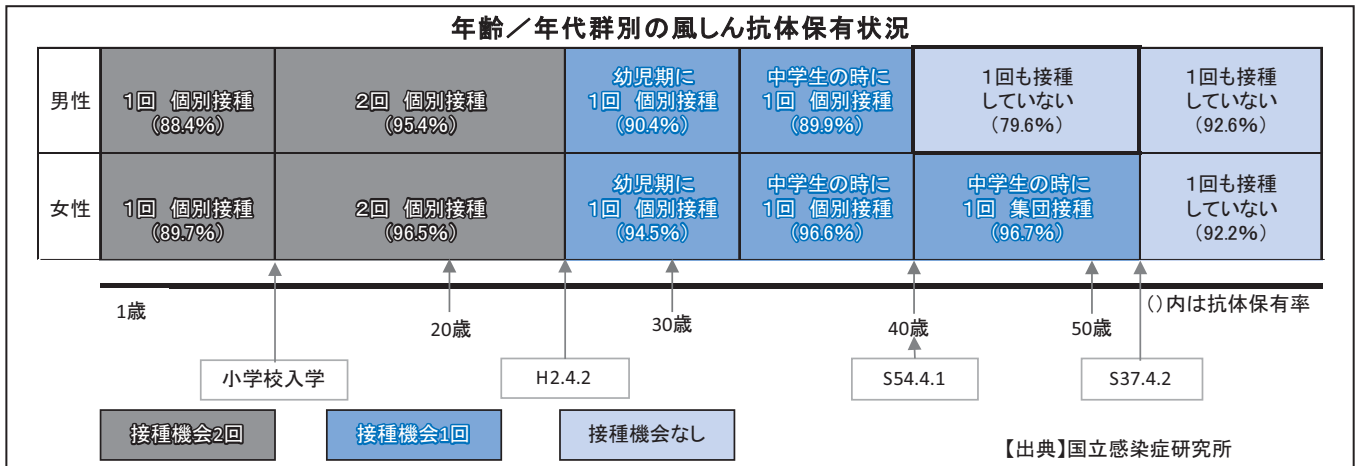 年齢／年代群別の風しん抗体保有状況
男性
1回 個別接種
(88.4%)
2回 個別接種
(95.4%)
幼児期に
1回 個別接種
(90.4%)
中学生の時に
1回 個別接種
(89.9%)
1回も接種
していない
(79.6%)
1回も接種
していない
(92.6%)
女性
1回 個別接種
(89.7%)
2回 個別接種
(96.5%)
幼児期に
1回 個別接種
(94.5%)
中学生の時に
1回 個別接種
(96.6%)
中学生の時に
1回 集団接種
(96.7%)
1回も接種
していない
(92.2%)
1歳
20歳
30歳
40歳
50歳
()内は抗体保有率
小学校入学
H2.4.2
S54.4.1
S37.4.2
接種機会2回
接種機会1回
接種機会なし
【出典】国立感染症研究所